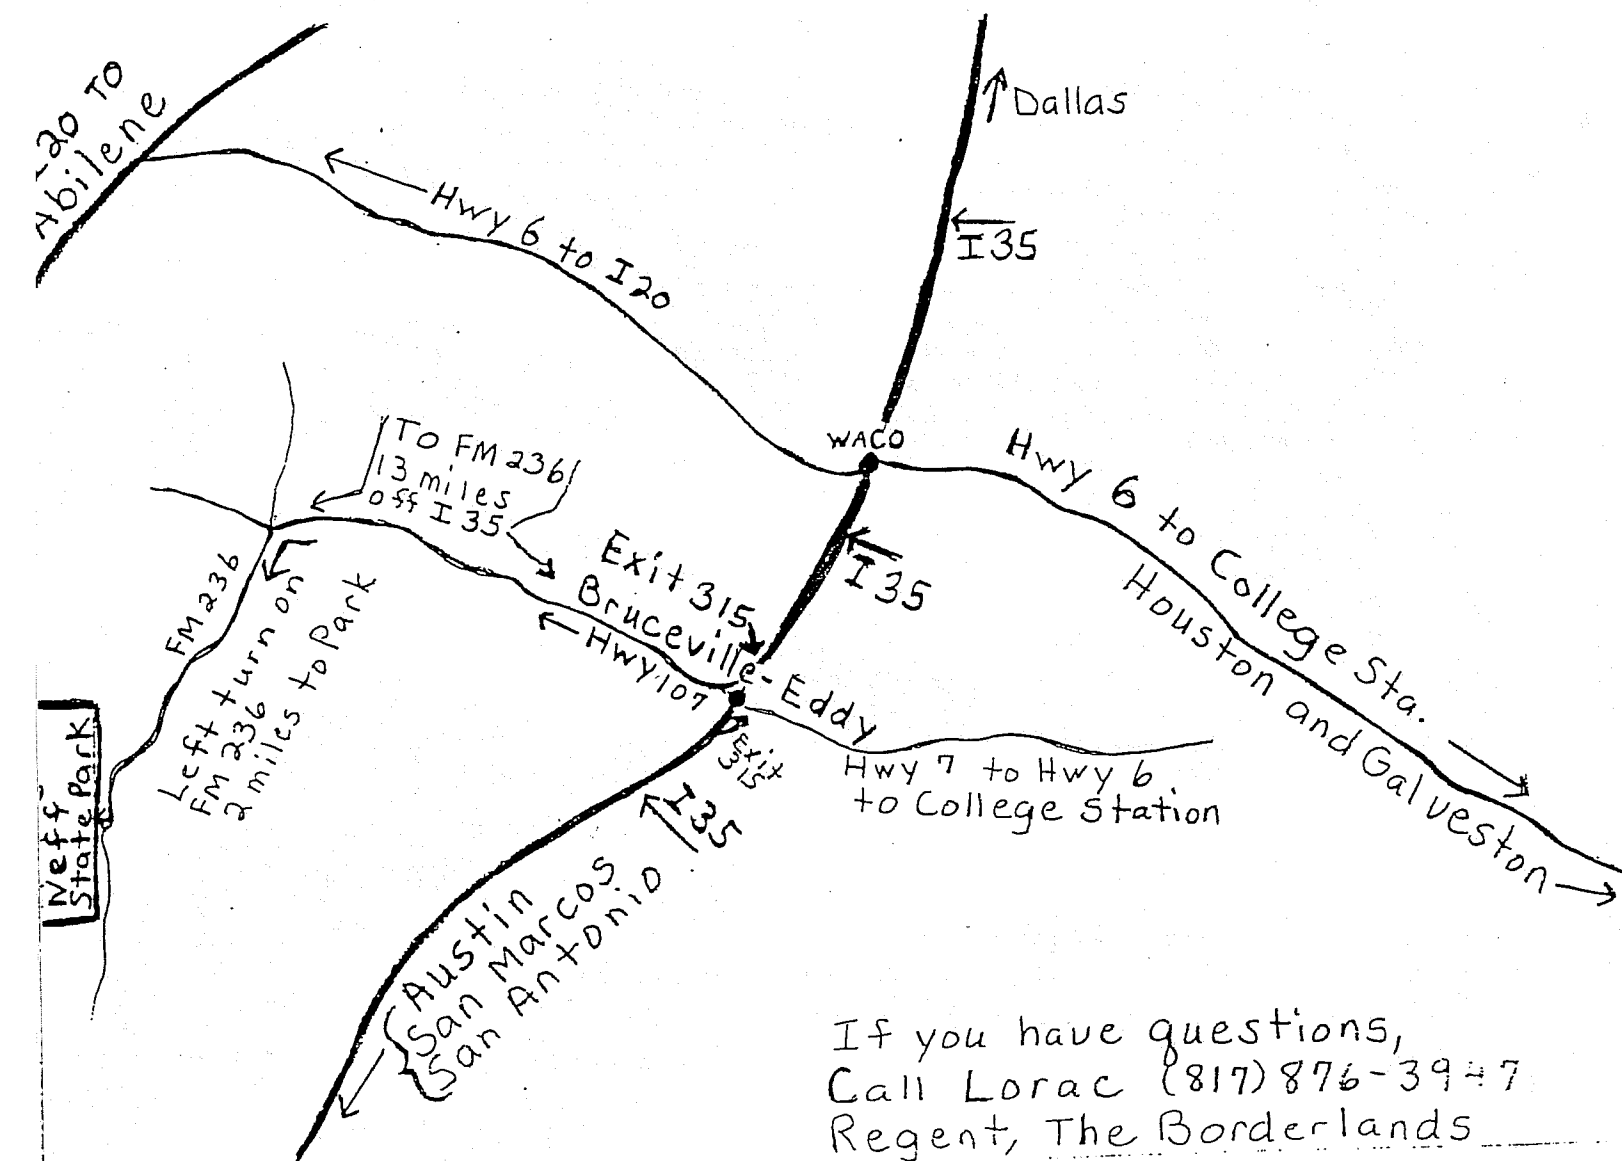 -20 TO
Abilene
Hwy 6 to I20
Dallas
I35
WACO
Hwy 6 to College Sta.
Houston and Galveston
To FM 236
13 miles
off I 35
Exit 315
Bruceville-Eddy
I35
Hwy 107
FM 236
Left turn on
FM 236
2 miles to Park
Neff
State Park
Exit
315
Hwy 7 to Hwy 6
to College Station
I35
Austin
San Marcos
San Antonio
If you have questions,
Call Lorac (817) 876-3947
Regent, The Borderlands